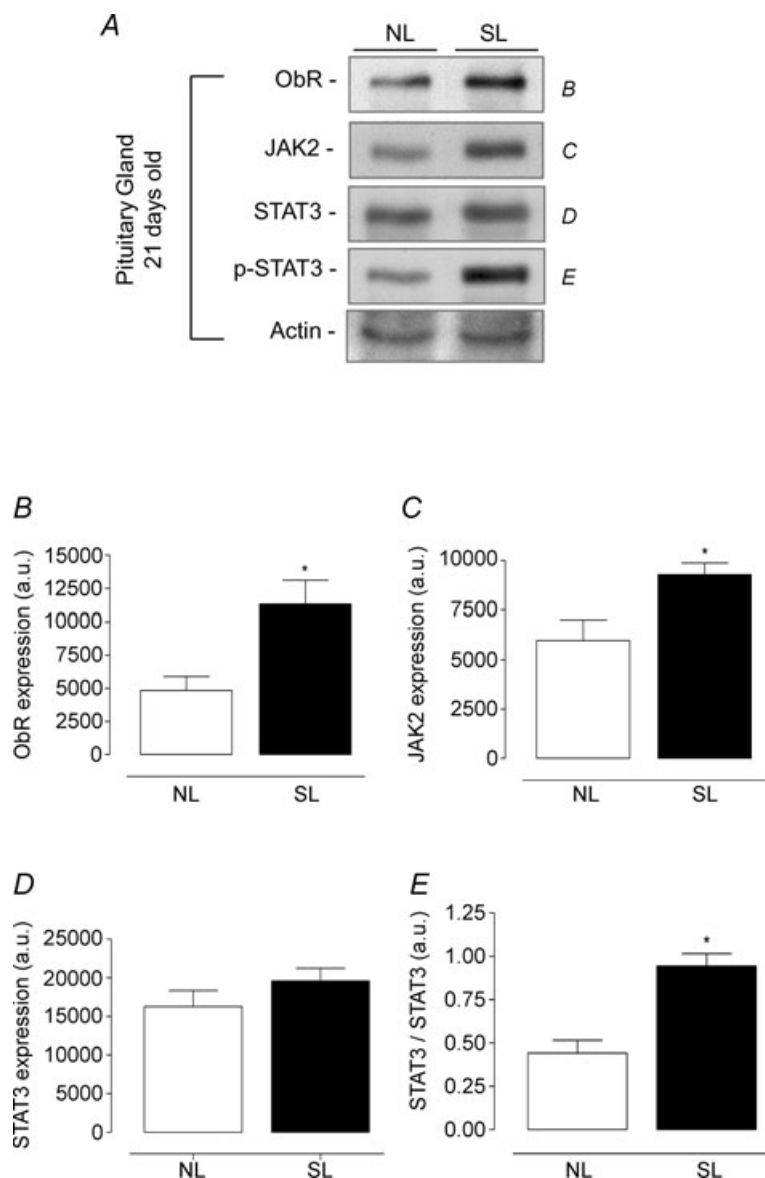 A
NL SL
ObR -
B
JAK2 -
C
STAT3 -
D
p-STAT3 -
E
Actin -
Pituitary Gland
21 days old
B
ObR expression (a.u.)
15000
12500
10000
7500
5000
2500
0
*
NL SL
C
JAK2 expression (a.u.)
10000
7500
5000
2500
0
*
NL SL
D
STAT3 expression (a.u.)
25000
20000
15000
10000
5000
0
NL SL
E
STAT3 / STAT3 (a.u.)
1.25
1.00
0.75
0.50
0.25
0.00
*
NL SL